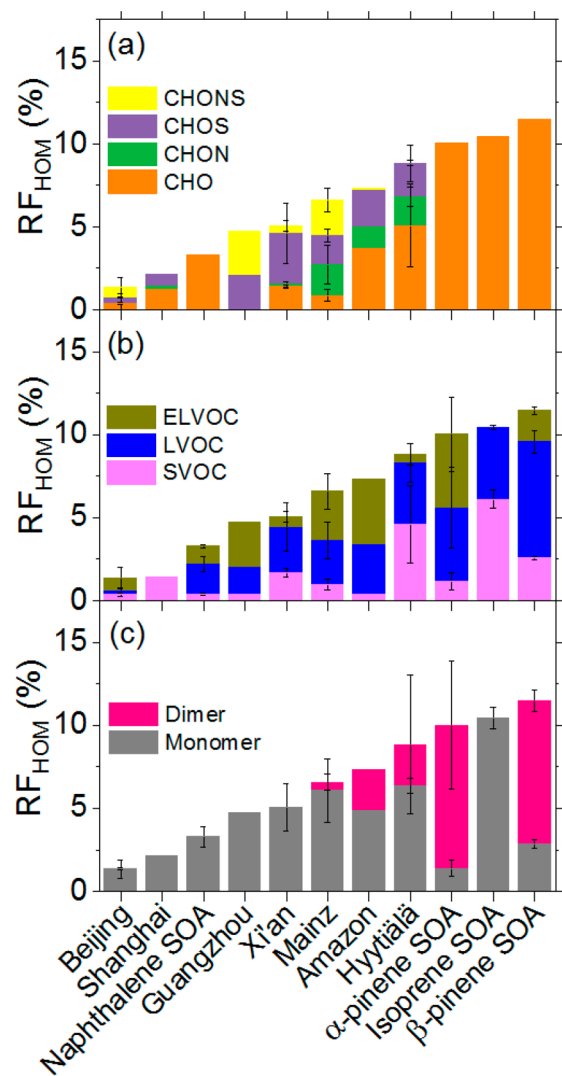 (a)
15
10
5
0
RF_HOM (%)
CHONS
CHOS
CHON
CHO
(b)
15
10
5
0
RF_HOM (%)
ELVOC
LVOC
SVOC
(c)
15
10
5
0
RF_HOM (%)
Dimer
Monomer
Beijing
Shanghai
Naphthalene SOA
Guangzhou
Xi'an
Mainz
Amazon
Hyytiälä
α-pinene SOA
Isoprene SOA
β-pinene SOA